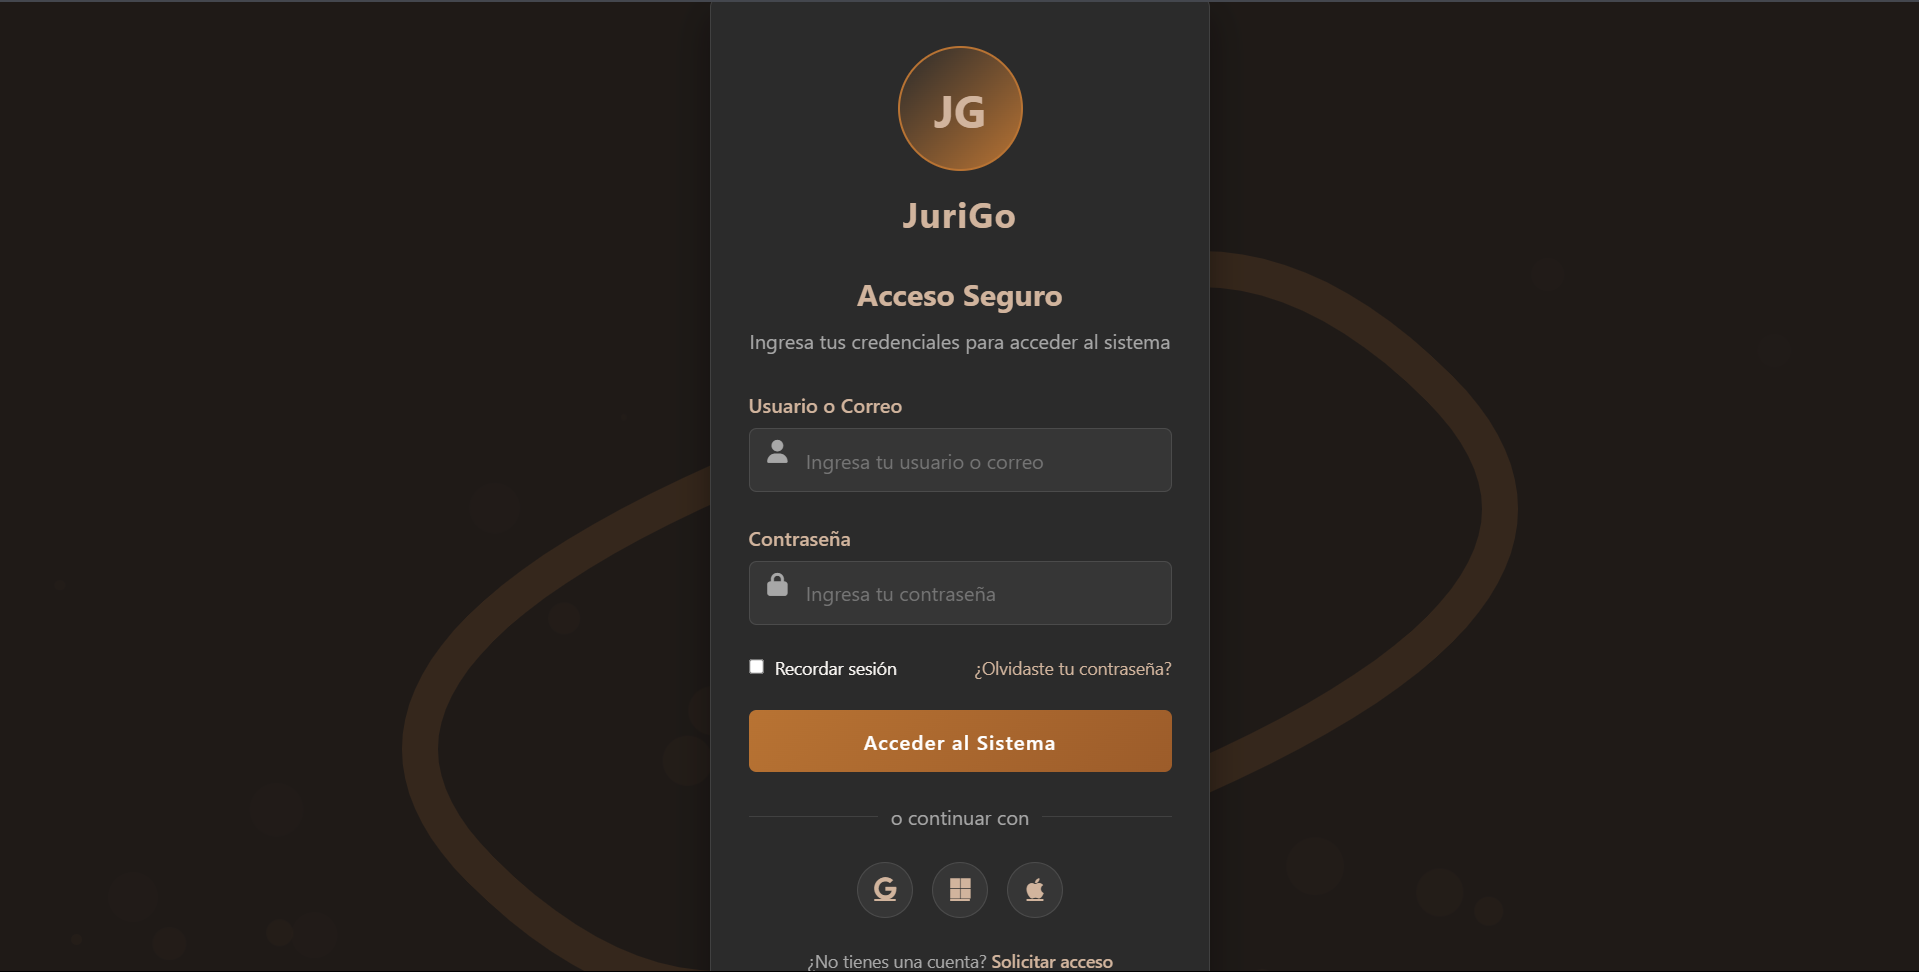 JG
JuriGo
Acceso Seguro
Ingresa tus credenciales para acceder al sistema
Usuario o Correo
Ingresa tu usuario o correo
Contraseña
Ingresa tu contraseña
Recordar sesión ¿Olvidaste tu contraseña?
Acceder al Sistema
o continuar con
¿No tienes una cuenta? Solicitar acceso